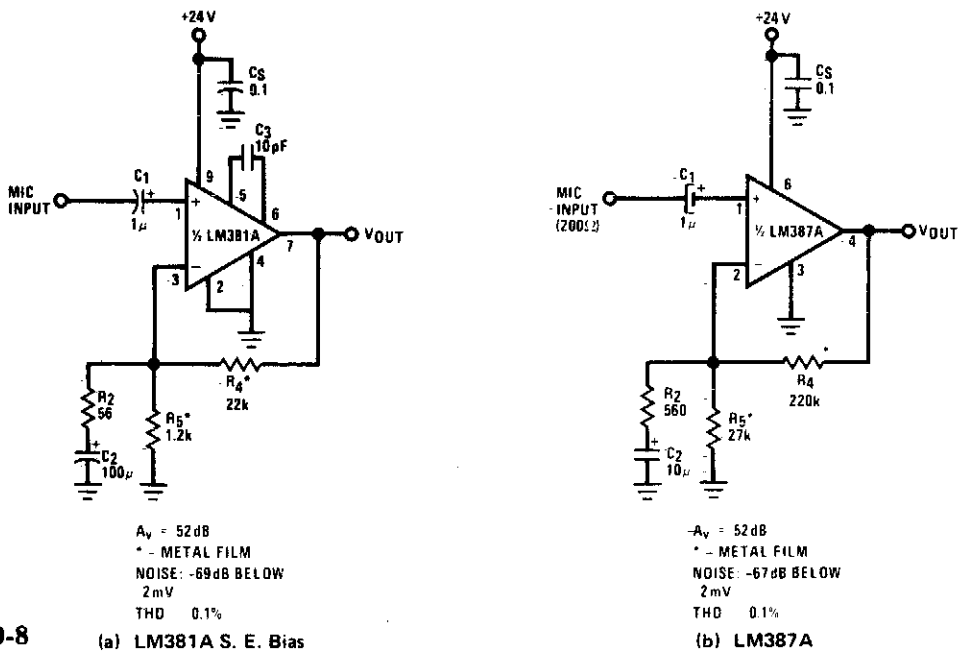 +24V
CS
0.1
C3
10pF
C1
+
1μ
MIC
INPUT
9
5
6
1
+
½ LM381A
7
VOUT
−
3
2
4
R4*
22k
R2
56
R5*
1.2k
+
C2
100μ
Av = 52dB
* – METAL FILM
NOISE: -69dB BELOW
2mV
THD 0.1%
(a) LM381A S. E. Bias
+24V
CS
0.1
6
C1
+
1μ
MIC
INPUT
(200Ω)
1
+
½ LM387A
4
VOUT
−
2
3
*
R4
220k
R2
560
R5*
27k
+
C2
10μ
Av = 52dB
* – METAL FILM
NOISE: -67dB BELOW
2mV
THD 0.1%
(b) LM387A